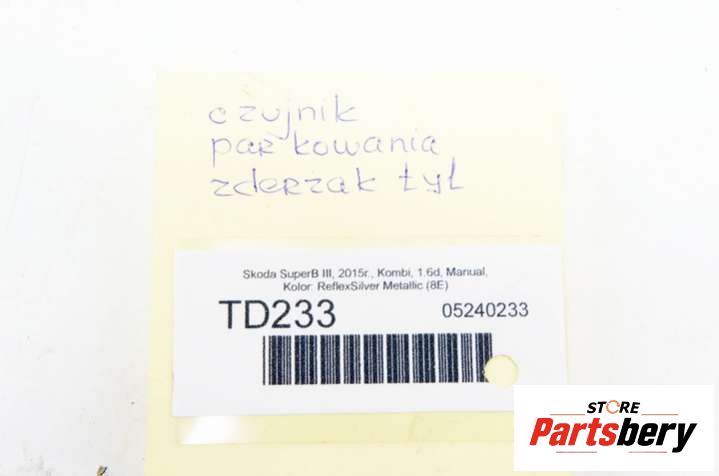 czujnik
parkowania
zderzak tył
Skoda SuperB III, 2015r., Kombi, 1.6d, Manual,
Kolor: ReflexSilver Metallic (8E)
TD233
05240233
STORE
Partsbery